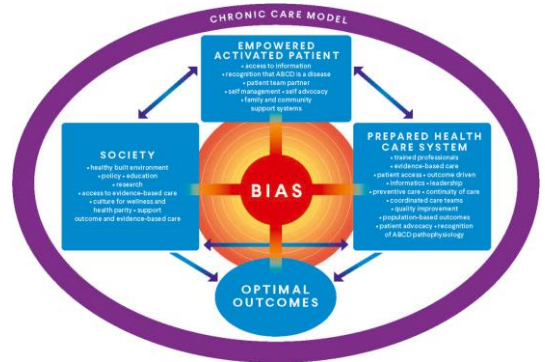 CHRONIC CARE MODEL
EMPOWERED
ACTIVATED PATIENT
• access to information
• recognition that ABCD is a disease
• patient team partner
• self management • self advocacy
• family and community
support systems
SOCIETY
• healthy built environment
• policy • education
• research
• access to evidence-based care
• culture for wellness and
health parity • support
outcome and evidence-based care
BIAS
PREPARED HEALTH
CARE SYSTEM
• trained professionals
• evidence-based care
• patient access • outcome driven
• informatics • leadership
• preventive care • continuity of care
• coordinated care teams
• quality improvement
• population-based outcomes
• patient advocacy • recognition
of ABCD pathophysiology
OPTIMAL
OUTCOMES